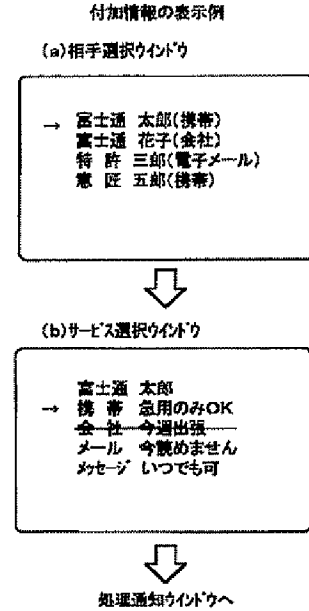 付加情報の表示例
(a)相手選択ウインドウ
→ 富士通 太郎(携帯)
富士通 花子(会社)
特許 三郎(電子メール)
意匠 五郎(携帯)
(b)サービス選択ウインドウ
富士通 太郎
→ 携帯 急用のみOK
会社 今週出張
メール 今読めません
メッセージ いつでも可
処理通知ウインドウへ